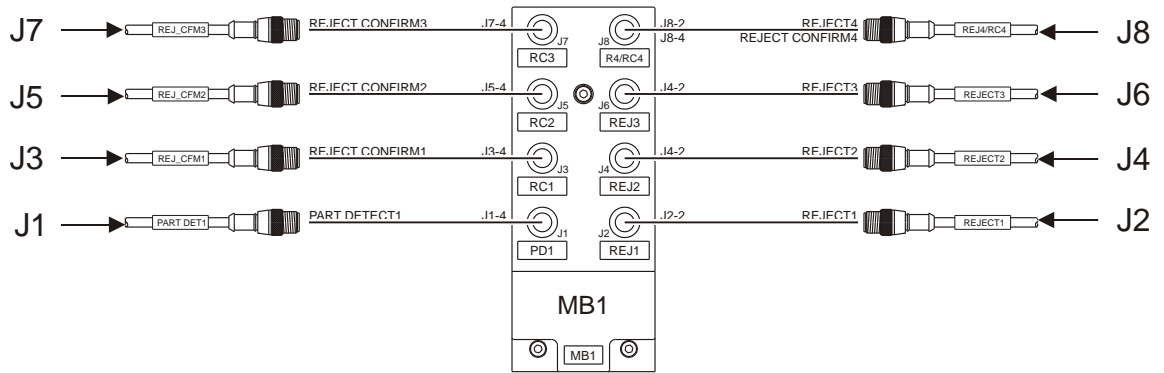 J7 REJ_CFM3 REJECT CONFIRM3 J7-4 J7 J8 J8-2 REJECT4 REJ4/RC4 J8
J8-4 REJECT CONFIRM4
RC3 R4/RC4
J5 REJ_CFM2 REJECT CONFIRM2 J5-4 J5 J6 J4-2 REJECT3 REJECT3 J6
RC2 REJ3
J3 REJ_CFM1 REJECT CONFIRM1 J3-4 J3 J4 J4-2 REJECT2 REJECT2 J4
RC1 REJ2
J1 PART DET1 PART DETECT1 J1-4 J1 J2 J2-2 REJECT1 REJECT1 J2
PD1 REJ1
MB1
MB1